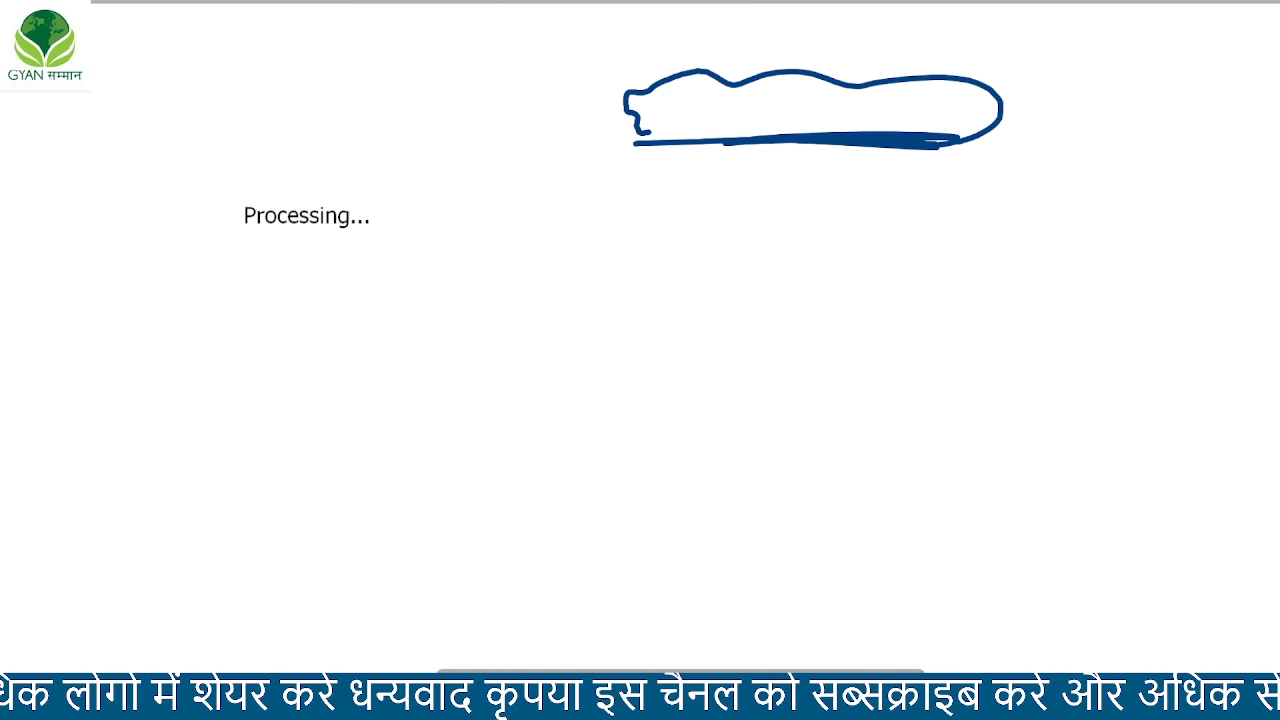 GYAN सम्मान
Processing...
धिक लोगों में शेयर करें धन्यवाद कृपया इस चैनल को सब्सक्राइब करें और अधिक से